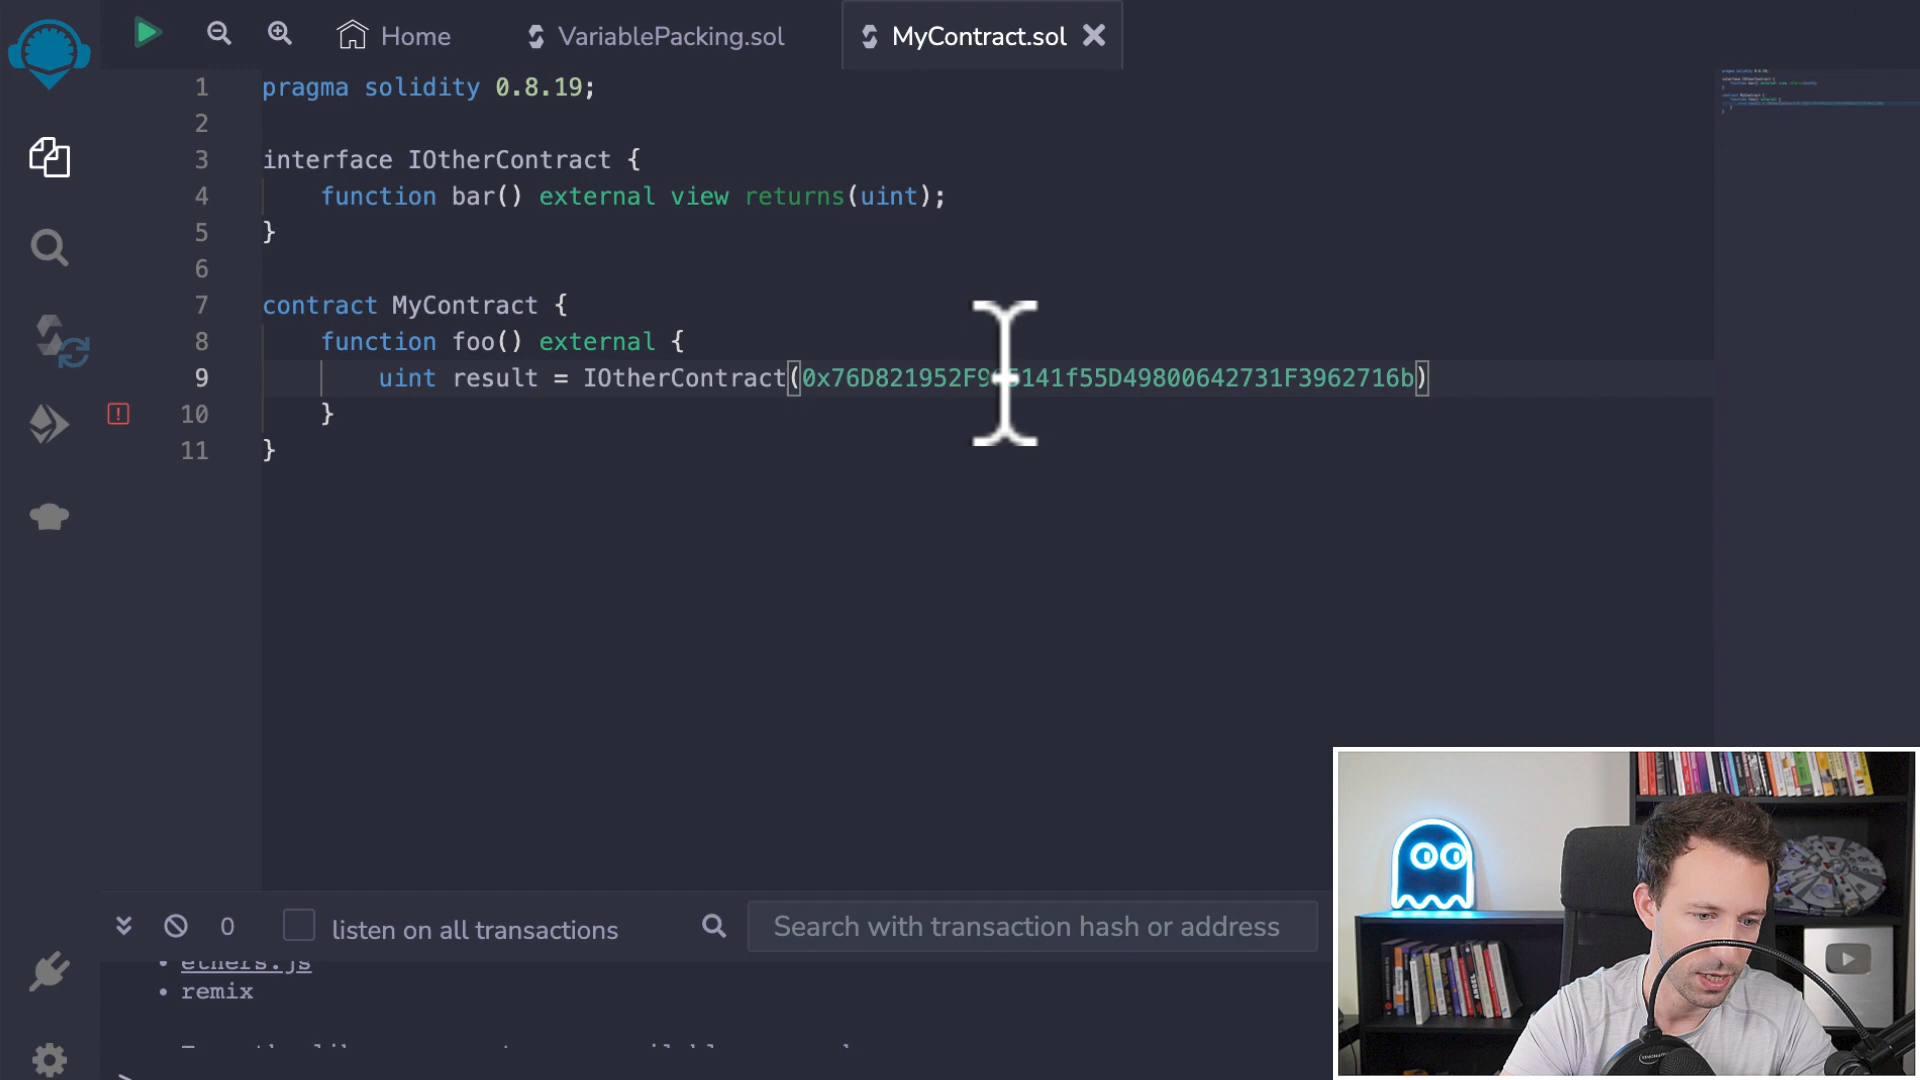 Home
VariablePacking.sol
MyContract.sol
1 pragma solidity 0.8.19;
2
3 interface IOtherContract {
4 function bar() external view returns(uint);
5 }
6
7 contract MyContract {
8 function foo() external {
9 uint result = IOtherContract(
10 }
11 }
0
listen on all transactions
Search with transaction hash or address
• ethers.js
• remix
>